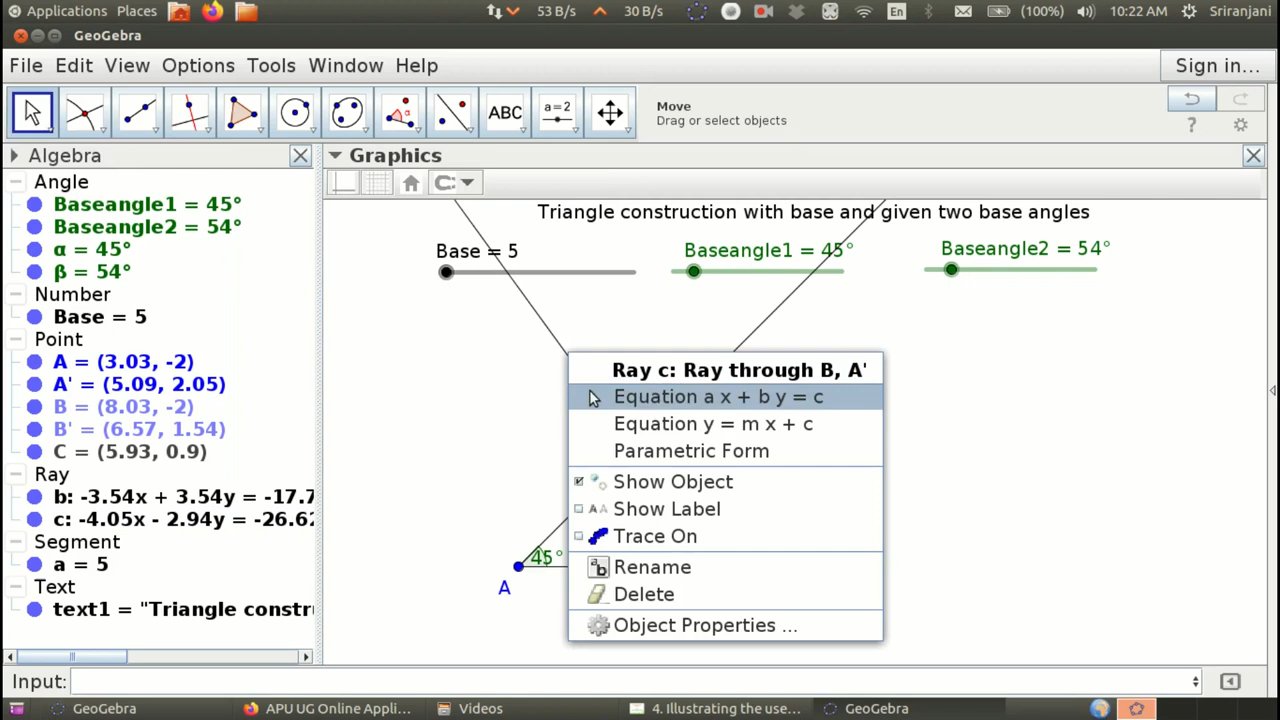 Applications Places 53 B/s 30 B/s En (100%) 10:22 AM Sriranjani
GeoGebra
File Edit View Options Tools Window Help Sign in...
ABC a=2 Move
Drag or select objects
Algebra Graphics
Angle
Baseangle1 = 45°
Baseangle2 = 54°
α = 45°
β = 54°
Number
Base = 5
Point
A = (3.03, -2)
A' = (5.09, 2.05)
B = (8.03, -2)
B' = (6.57, 1.54)
C = (5.93, 0.9)
Ray
b: -3.54x + 3.54y = -17.7
c: -4.05x - 2.94y = -26.62
Segment
a = 5
Text
text1 = "Triangle constr
Triangle construction with base and given two base angles
Base = 5 Baseangle1 = 45° Baseangle2 = 54°
Ray c: Ray through B, A'
Equation a x + b y = c
Equation y = m x + c
Parametric Form
Show Object
AA Show Label
Trace On
Rename
Delete
Object Properties ...
45°
A
Input:
GeoGebra APU UG Online Appli... Videos 4. Illustrating the use... GeoGebra